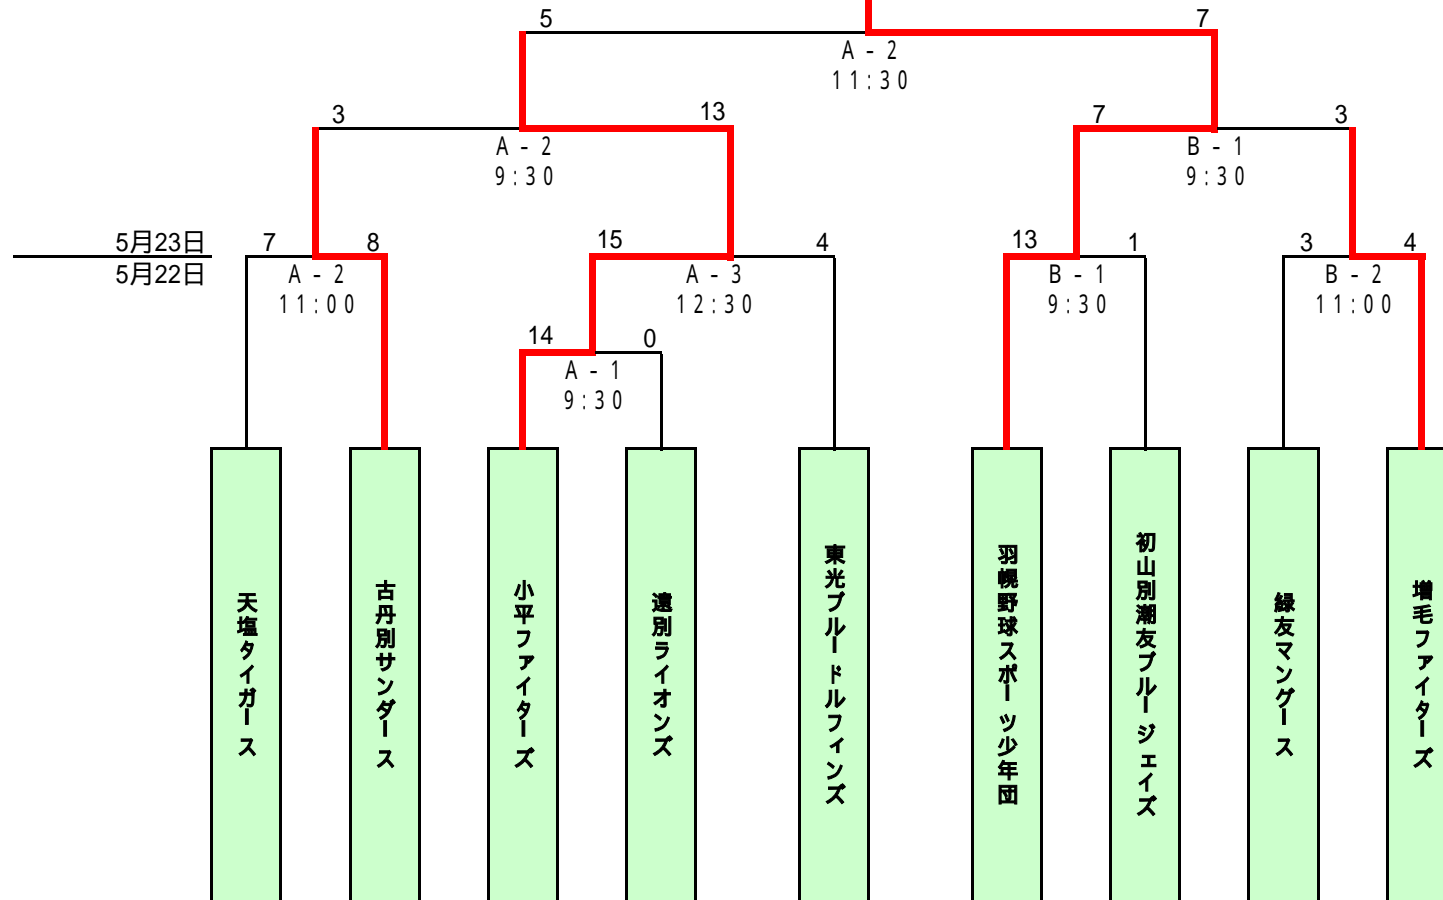 5
7
A - 2
11:30
3
13
7
3
A - 2
9:30
B - 1
9:30
5月23日
5月22日
7
8
15
4
13
1
3
4
A - 2
11:00
A - 3
12:30
B - 1
9:30
B - 2
11:00
14
0
A - 1
9:30
天塩タイガース
古丹別サンダース
小平ファイターズ
遠別ライオンズ
東光ブルードルフィンズ
羽幌野球スポーツ少年団
初山別潮友ブルージェイズ
緑友マングース
増毛ファイターズ